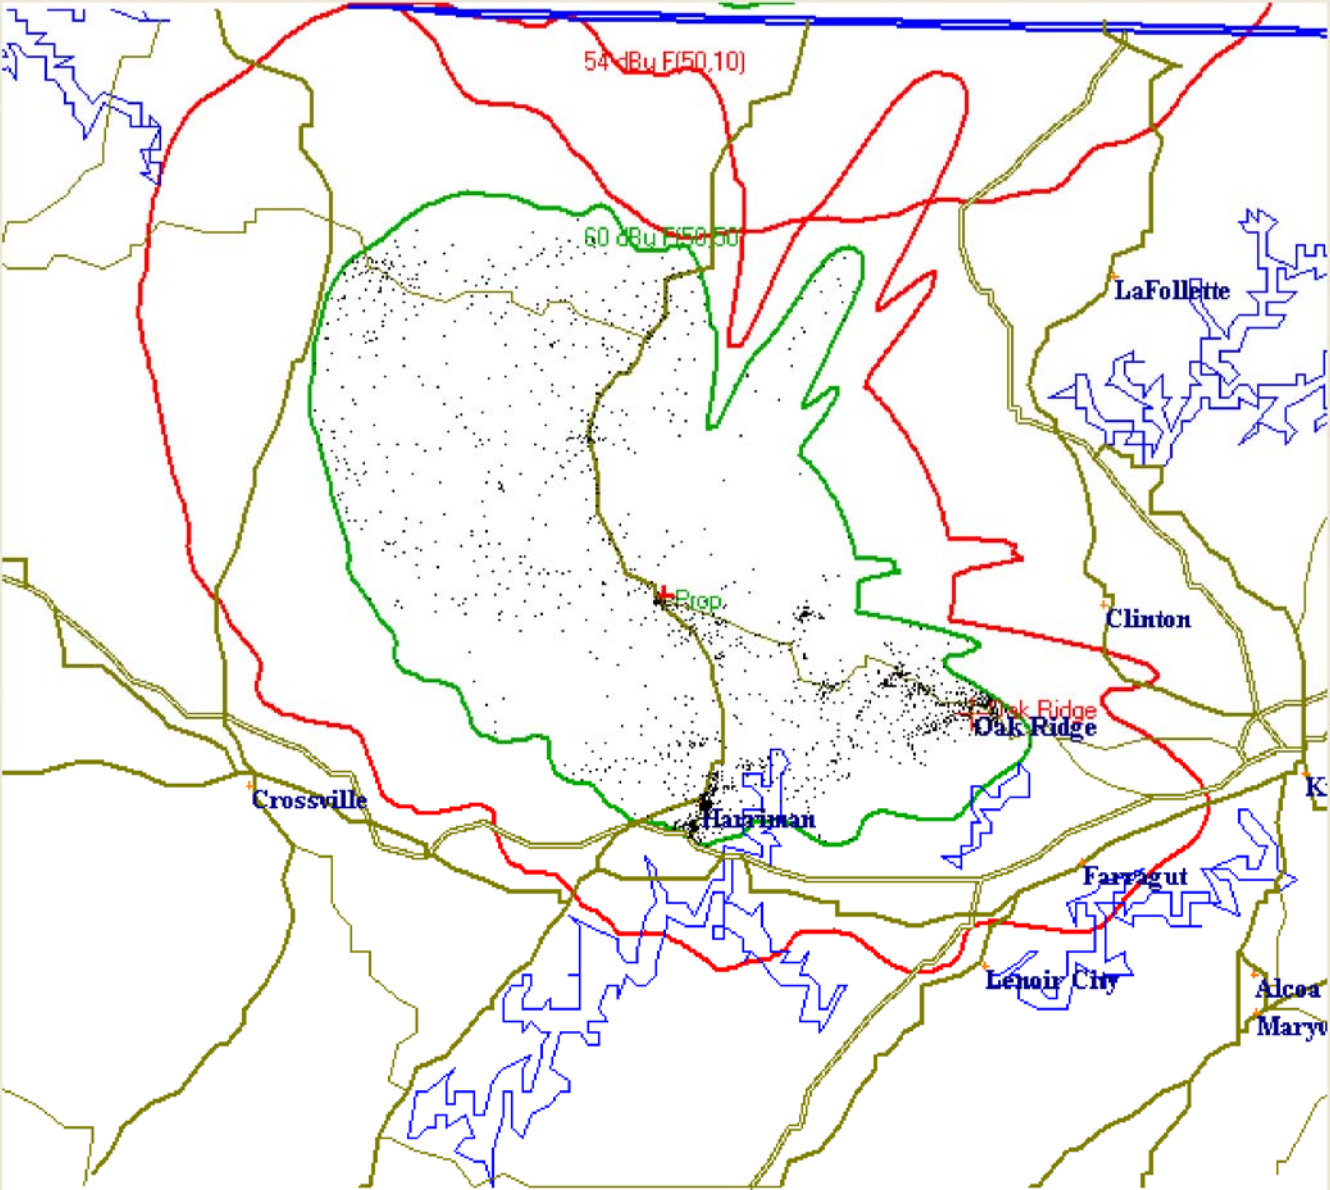 54 dBu F(50,10)
60 dBu F(50,50)
LaFollette
Prop
Clinton
Oak Ridge
Oak Ridge
K
Crossville
Harriman
Farragut
Lenoir City
Alcoa
Maryv